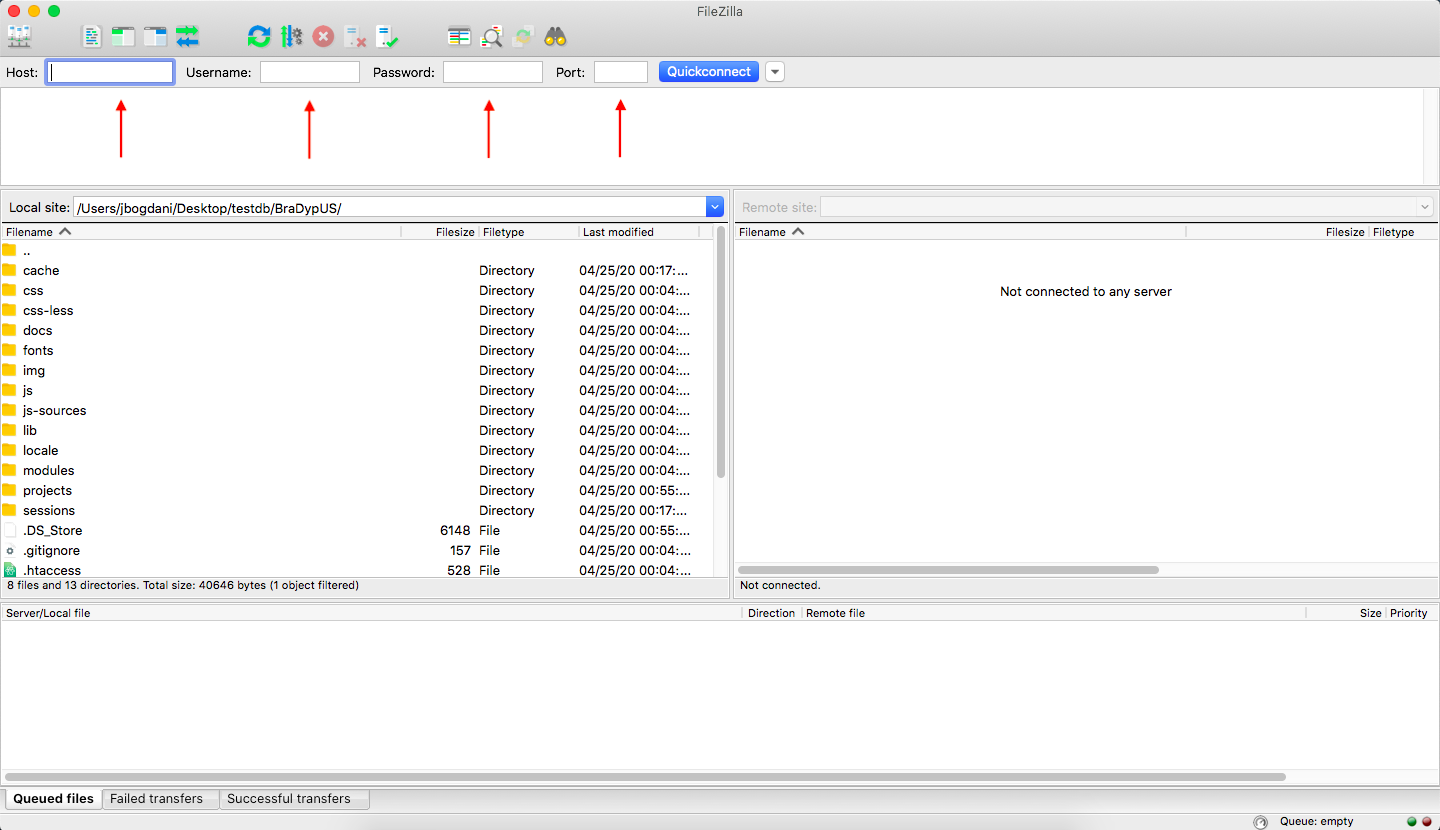 FileZilla
Host: Username: Password: Port: Quickconnect
Local site: /Users/jbogdani/Desktop/testdb/BraDypUS/
Remote site:
Filename Filesize Filetype Last modified
Filename Filesize Filetype
..
cache Directory 04/25/20 00:17:...
css Directory 04/25/20 00:04:...
css-less Directory 04/25/20 00:04:...
docs Directory 04/25/20 00:04:...
fonts Directory 04/25/20 00:04:...
img Directory 04/25/20 00:04:...
js Directory 04/25/20 00:04:...
js-sources Directory 04/25/20 00:04:...
lib Directory 04/25/20 00:04:...
locale Directory 04/25/20 00:04:...
modules Directory 04/25/20 00:04:...
projects Directory 04/25/20 00:55:...
sessions Directory 04/25/20 00:17:...
.DS_Store 6148 File 04/25/20 00:55:...
.gitignore 157 File 04/25/20 00:04:...
.htaccess 528 File 04/25/20 00:04:...
8 files and 13 directories. Total size: 40646 bytes (1 object filtered)
Not connected to any server
Not connected.
Server/Local file Direction Remote file Size Priority
Queued files Failed transfers Successful transfers
Queue: empty